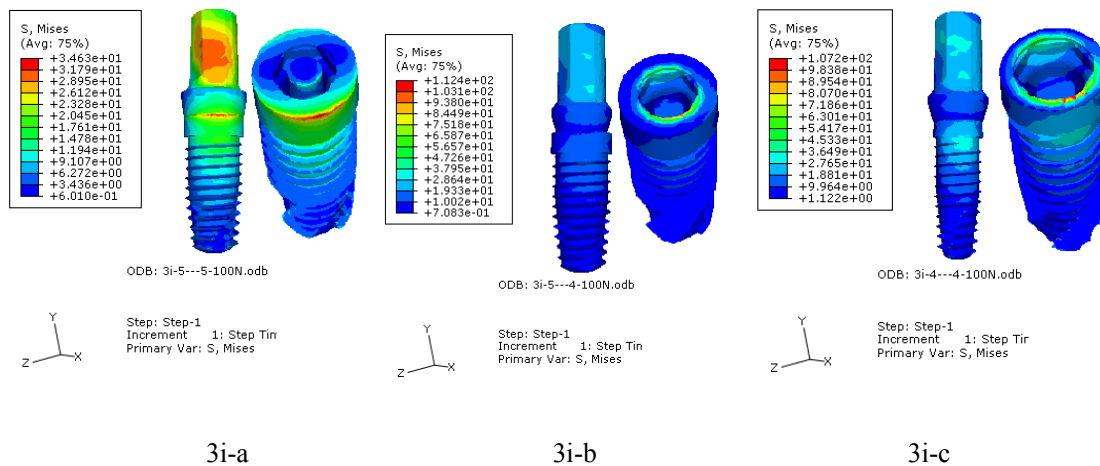 S, Mises
(Avg: 75%)
+3.463e+01
+3.179e+01
+2.895e+01
+2.612e+01
+2.328e+01
+2.045e+01
+1.761e+01
+1.478e+01
+1.194e+01
+9.107e+00
+6.272e+00
+3.436e+00
+6.010e-01
ODB: 3i-5---5-100N.odb
Y
Z
X
Step: Step-1
Increment 1: Step Tim
Primary Var: S, Mises
3i-a
S, Mises
(Avg: 75%)
+1.124e+02
+1.031e+02
+9.380e+01
+8.449e+01
+7.518e+01
+6.587e+01
+5.657e+01
+4.726e+01
+3.795e+01
+2.864e+01
+1.933e+01
+1.002e+01
+7.083e-01
ODB: 3i-5---4-100N.odb
Y
Z
X
Step: Step-1
Increment 1: Step Tin
Primary Var: S, Mises
3i-b
S, Mises
(Avg: 75%)
+1.072e+02
+9.838e+01
+8.954e+01
+8.070e+01
+7.186e+01
+6.301e+01
+5.417e+01
+4.533e+01
+3.649e+01
+2.765e+01
+1.881e+01
+9.964e+00
+1.122e+00
ODB: 3i-4---4-100N.odb
Y
Z
X
Step: Step-1
Increment 1: Step Tir
Primary Var: S, Mises
3i-c